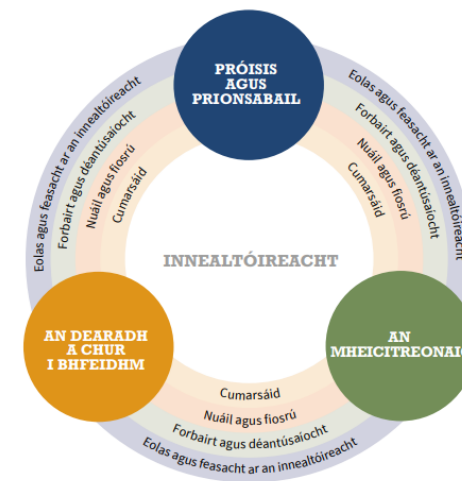 PRÓISIS
AGUS
PRIONSABAIL
Eolas agus feasacht ar an innealtóireacht
Forbairt agus déantúsaíocht
Nuáil agus fiosrú
Cumarsáid
Eolas agus feasacht ar an innealtóireacht
Forbairt agus déantúsaíocht
Nuáil agus fiosrú
Cumarsáid
INNEALTÓIREACHT
AN DEARADH
A CHUR
I BHFEIDHM
AN
MHEICITREONAIC
Cumarsáid
Nuáil agus fiosrú
Forbairt agus déantúsaíocht
Eolas agus feasacht ar an innealtóireacht